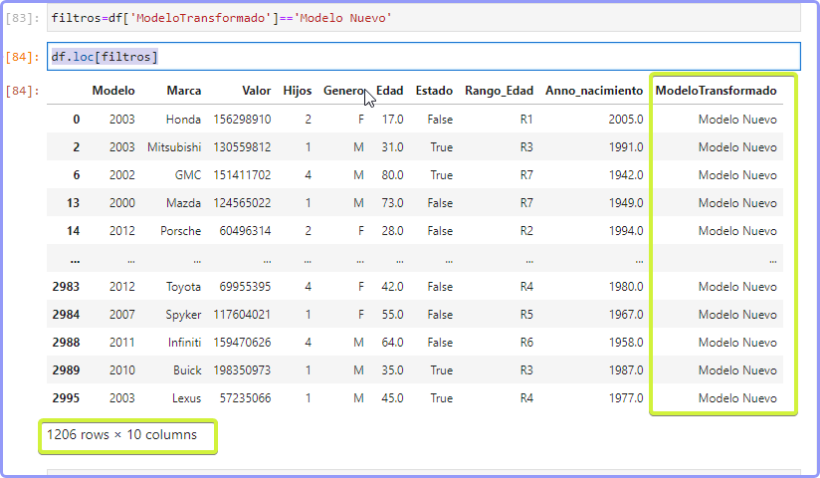 [83]: filtros=df['ModeloTransformado']=='Modelo Nuevo'
[84]: df.loc[filtros]
[84]: Modelo Marca Valor Hijos Genero Edad Estado Rango_Edad Anno_nacimiento ModeloTransformado
0 2003 Honda 156298910 2 F 17.0 False R1 2005.0 Modelo Nuevo
2 2003 Mitsubishi 130559812 1 M 31.0 True R3 1991.0 Modelo Nuevo
6 2002 GMC 151411702 4 M 80.0 True R7 1942.0 Modelo Nuevo
13 2000 Mazda 124565022 1 M 73.0 False R7 1949.0 Modelo Nuevo
14 2012 Porsche 60496314 2 F 28.0 False R2 1994.0 Modelo Nuevo
... ... ... ... ... ... ... ... ... ... ...
2983 2012 Toyota 69955395 4 F 42.0 False R4 1980.0 Modelo Nuevo
2984 2007 Spyker 117604021 1 F 55.0 False R5 1967.0 Modelo Nuevo
2988 2011 Infiniti 159470626 4 M 64.0 False R6 1958.0 Modelo Nuevo
2989 2010 Buick 198350973 1 M 35.0 True R3 1987.0 Modelo Nuevo
2995 2003 Lexus 57235066 1 M 45.0 True R4 1977.0 Modelo Nuevo
1206 rows × 10 columns